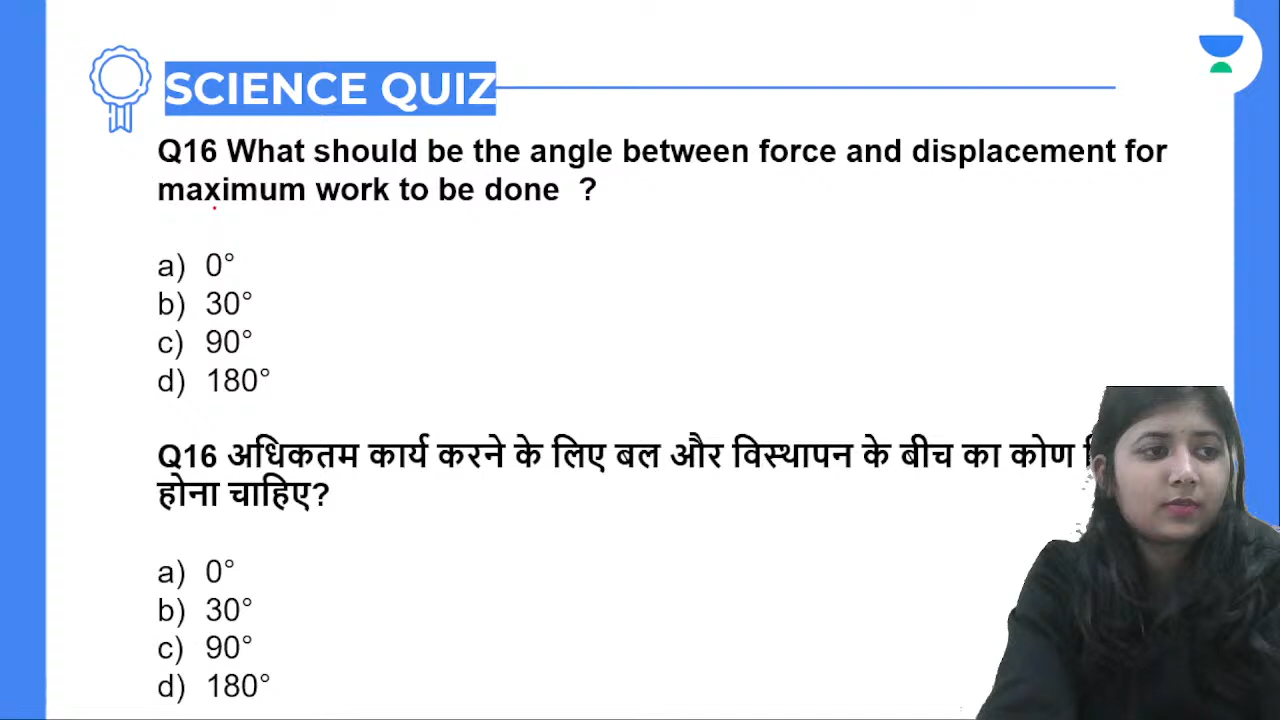 SCIENCE QUIZ
Q16 What should be the angle between force and displacement for
maximum work to be done ?
a) 0°
b) 30°
c) 90°
d) 180°
Q16 अधिकतम कार्य करने के लिए बल और विस्थापन के बीच का कोण
होना चाहिए?
a) 0°
b) 30°
c) 90°
d) 180°